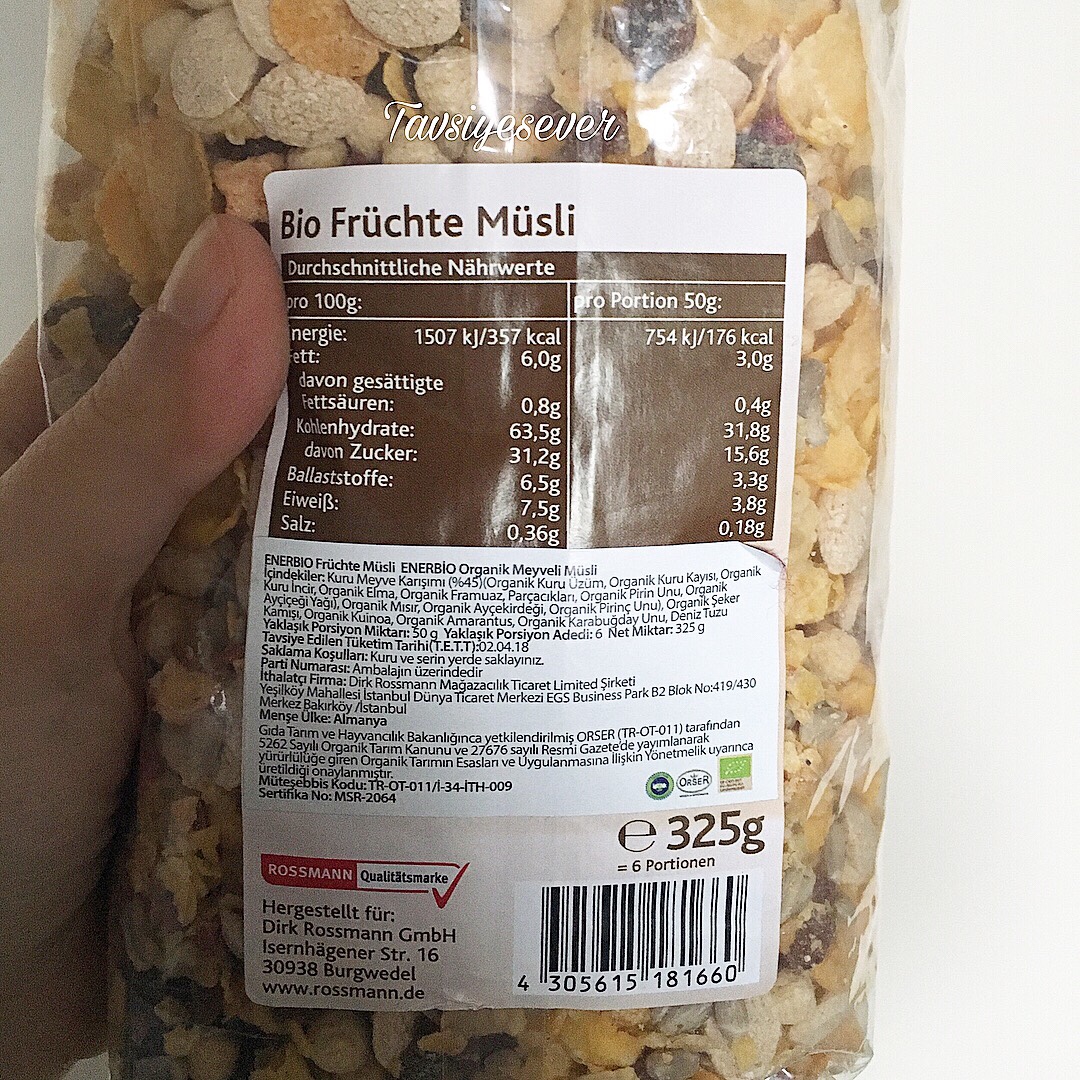 Tavsiyesever
Bio Früchte Müsli
Durchschnittliche Nährwerte
pro 100g: pro Portion 50g:
nergie: 1507 kJ/357 kcal 754 kJ/176 kcal
ett: 6,0g 3,0g
davon gesättigte
Fettsäuren: 0,8g 0,4g
Kohlenhydrate: 63,5g 31,8g
davon Zucker: 31,2g 15,6g
Ballaststoffe: 6,5g 3,3g
Eiweiß: 7,5g 3,8g
Salz: 0,36g 0,18g
ENERBIO Früchte Müsli ENERBİO Organik Meyveli Müsli
İçindekiler: Kuru Meyve Karışımı (%45)(Organik Kuru Üzüm, Organik Kuru Kayısı, Organik
Kuru İncir, Organik Elma, Organik Framuaz, Parçacıkları, Organik Pirin Unu, Organik
Ayçiçeği Yağı), Organik Mısır, Organik Ayçekirdeği, Organik Pirinç Unu), Organik Şeker
Kamışı, Organik Kuinoa, Organik Amarantus, Organik Karabuğday Unu, Deniz Tuzu
Yaklaşık Porsiyon Miktarı: 50 g Yaklaşık Porsiyon Adedi: 6 Net Miktar: 325 g
Tavsiye Edilen Tüketim Tarihi(T.E.T.T):02.04.18
Saklama Koşulları: Kuru ve serin yerde saklayınız.
Parti Numarası: Ambalajın üzerindedir
İthalatçı Firma: Dirk Rossmann Mağazacılık Ticaret Limited Şirketi
Yeşilköy Mahallesi İstanbul Dünya Ticaret Merkezi EGS Business Park B2 Blok No:419/430
Merkez Bakırköy /İstanbul
Menşe Ülke: Almanya
Gıda Tarım ve Hayvancılık Bakanlığınca yetkilendirilmiş ORSER (TR-OT-011) tarafından
5262 Sayılı Organik Tarım Kanunu ve 27676 sayılı Resmi Gazete'de yayımlanarak
yürürlülüğe giren Organik Tarımın Esasları ve Uygulanmasına İlişkin Yönetmelik uyarınca
üretildiği onaylanmıştır.
Müteşebbis Kodu: TR-OT-011/İ-34-İTH-009
Sertifika No: MSR-2064
ORSER
e 325g
= 6 Portionen
ROSSMANN Qualitätsmarke
Hergestellt für:
Dirk Rossmann GmbH
Isernhägener Str. 16
30938 Burgwedel
www.rossmann.de
4 305615 181660